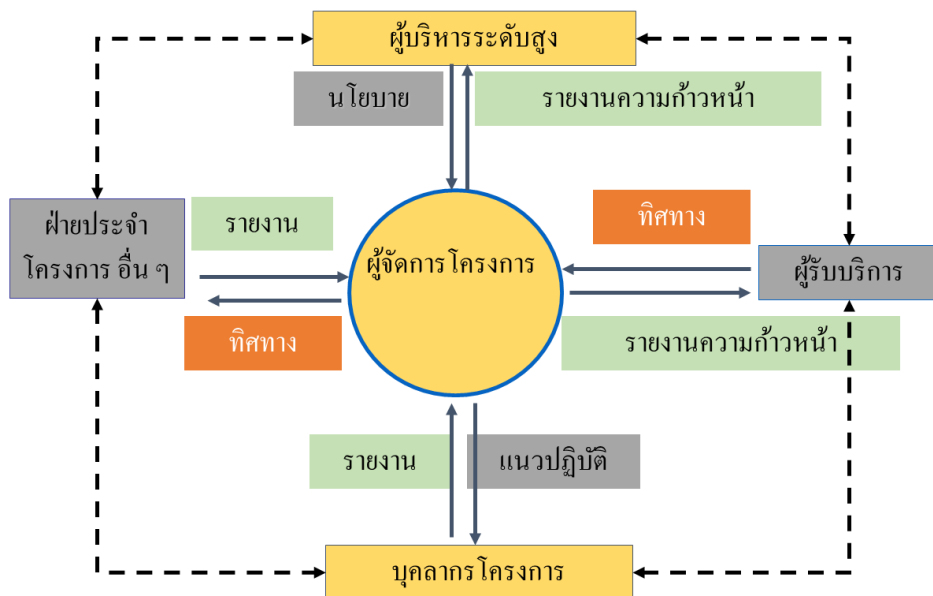 ผู้บริหารระดับสูง
นโยบาย
รายงานความก้าวหน้า
ฝ่ายประจำ
โครงการ อื่น ๆ
รายงาน
ผู้จัดการโครงการ
ทิศทาง
ผู้รับบริการ
ทิศทาง
รายงานความก้าวหน้า
รายงาน
แนวปฏิบัติ
บุคลากรโครงการ